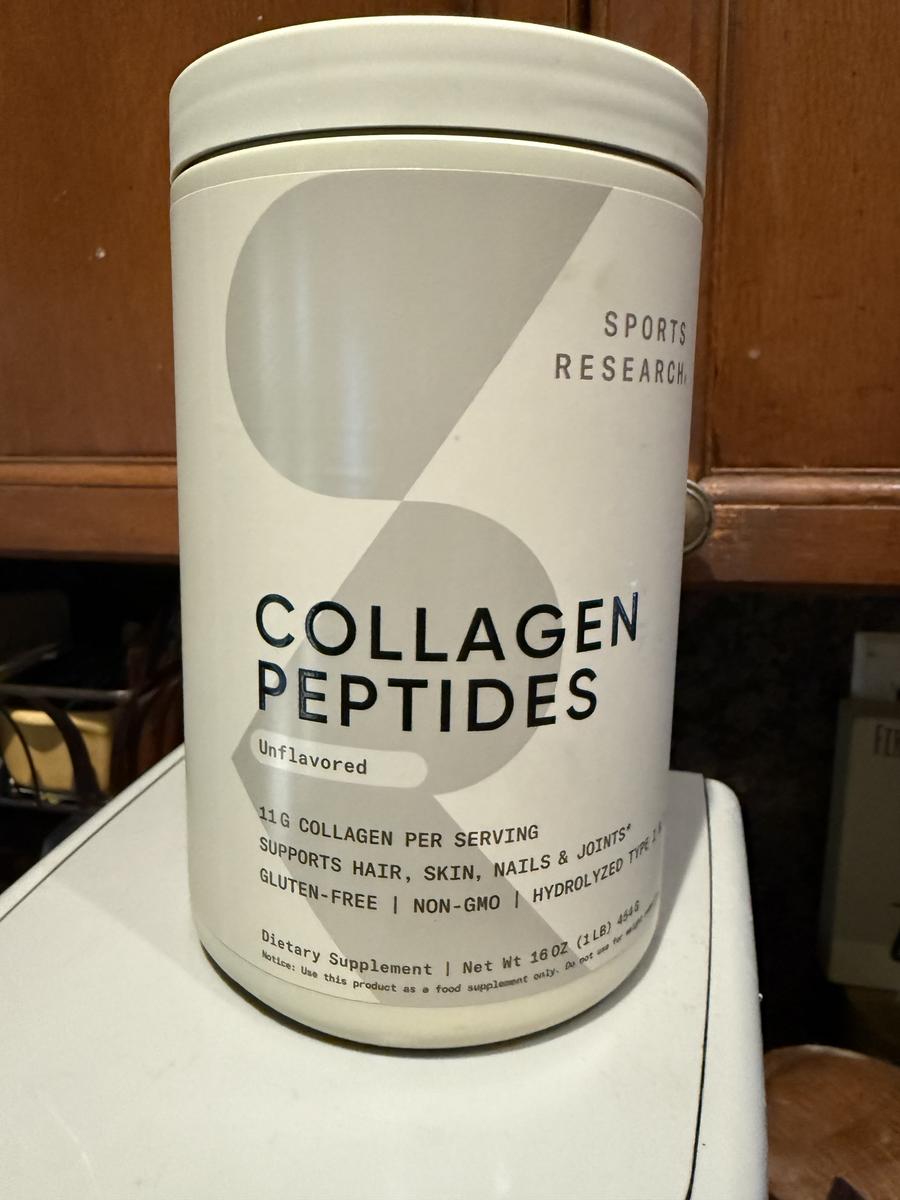 SPORTS
RESEARCH
COLLAGEN
PEPTIDES
Unflavored
11 G COLLAGEN PER SERVING
SUPPORTS HAIR, SKIN, NAILS & JOINTS*
GLUTEN-FREE | NON-GMO | HYDROLYZED TYPE I
Dietary Supplement | Net Wt 16 OZ (1 LB) 454 G
Notice: Use this product as a food supplement only. Do not use for weight